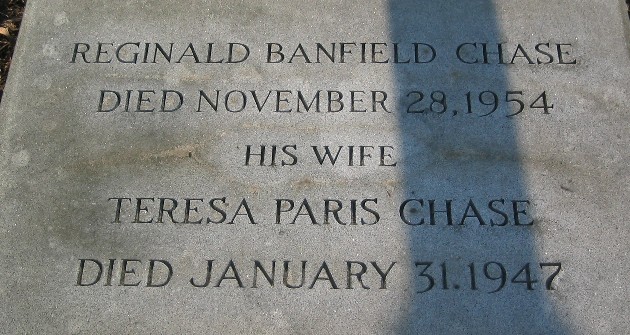 REGINALD BANFIELD CHASE
DIED NOVEMBER 28, 1954
HIS WIFE
TERESA PARIS CHASE
DIED JANUARY 31. 1947